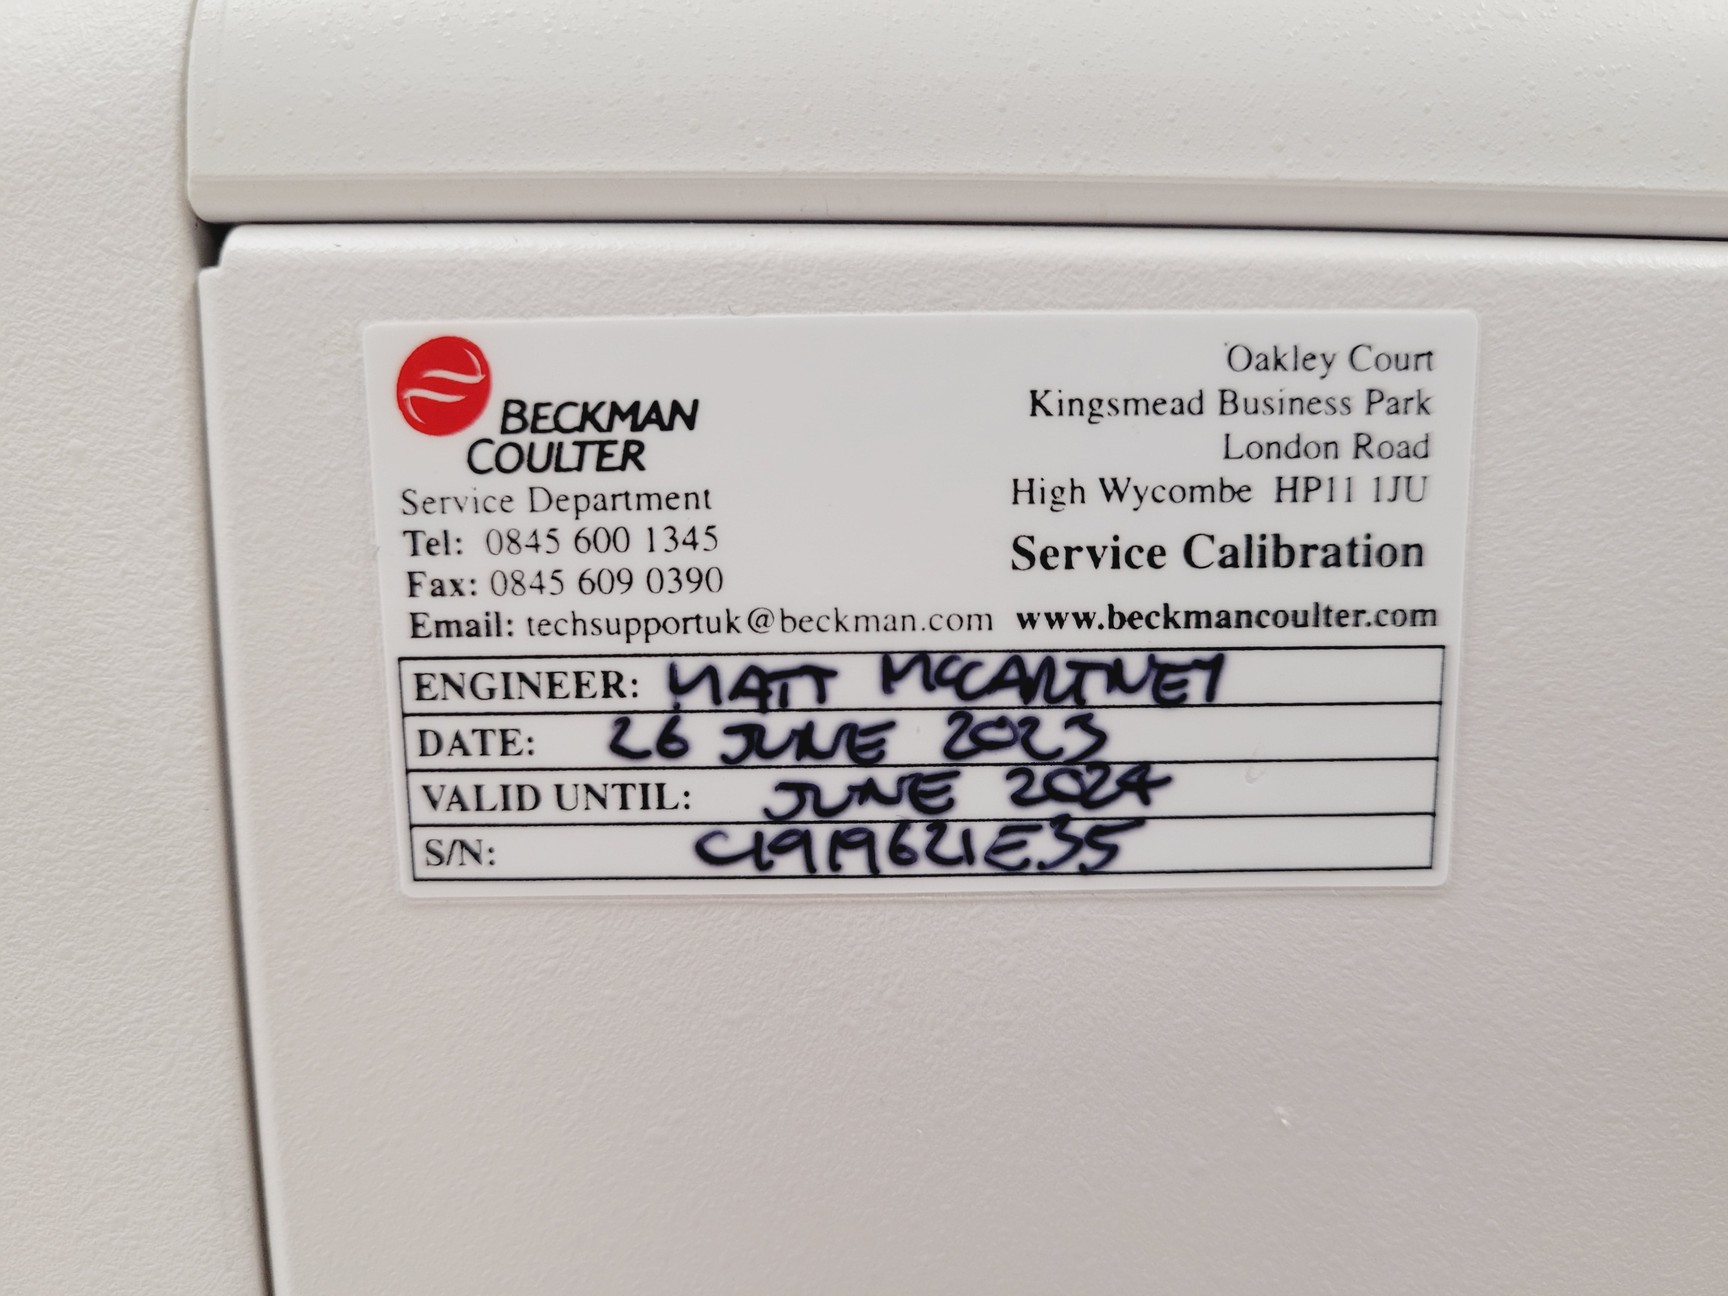 BECKMAN
COULTER
Service Department
Tel: 0845 600 1345
Fax: 0845 609 0390
Email: techsupportuk@beckman.com
Oakley Court
Kingsmead Business Park
London Road
High Wycombe HP11 1JU
Service Calibration
www.beckmancoulter.com
ENGINEER: MATT MCCARTNEY
DATE: 26 JUNE 2023
VALID UNTIL: JUNE 2024
S/N: C1919621E35